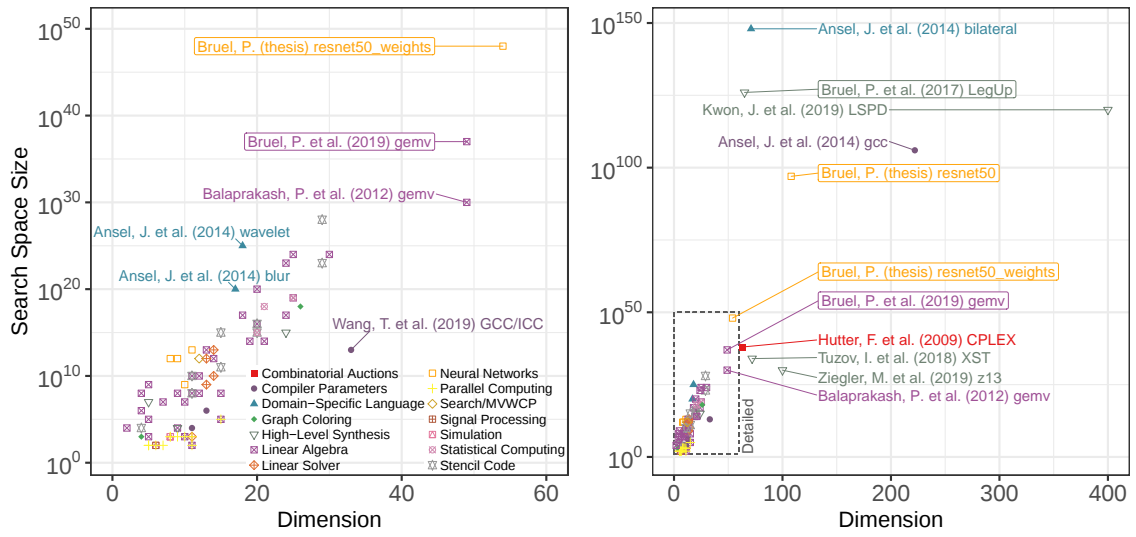 Search Space Size
10^50
10^40
10^30
10^20
10^10
10^0
Bruel, P. (thesis) resnet50_weights
Bruel, P. et al. (2019) gemv
Balaprakash, P. et al. (2012) gemv
Ansel, J. et al. (2014) wavelet
Ansel, J. et al. (2014) blur
Wang, T. et al. (2019) GCC/ICC
Combinatorial Auctions
Compiler Parameters
Domain−Specific Language
Graph Coloring
High−Level Synthesis
Linear Algebra
Linear Solver
Neural Networks
Parallel Computing
Search/MVWCP
Signal Processing
Simulation
Statistical Computing
Stencil Code
0 20 40 60
Dimension
10^150
10^100
10^50
10^0
Ansel, J. et al. (2014) bilateral
Bruel, P. et al. (2017) LegUp
Kwon, J. et al. (2019) LSPD
Ansel, J. et al. (2014) gcc
Bruel, P. (thesis) resnet50
Bruel, P. (thesis) resnet50_weights
Bruel, P. et al. (2019) gemv
Hutter, F. et al. (2009) CPLEX
Tuzov, I. et al. (2018) XST
Ziegler, M. et al. (2019) z13
Balaprakash, P. et al. (2012) gemv
Detailed
0 100 200 300 400
Dimension